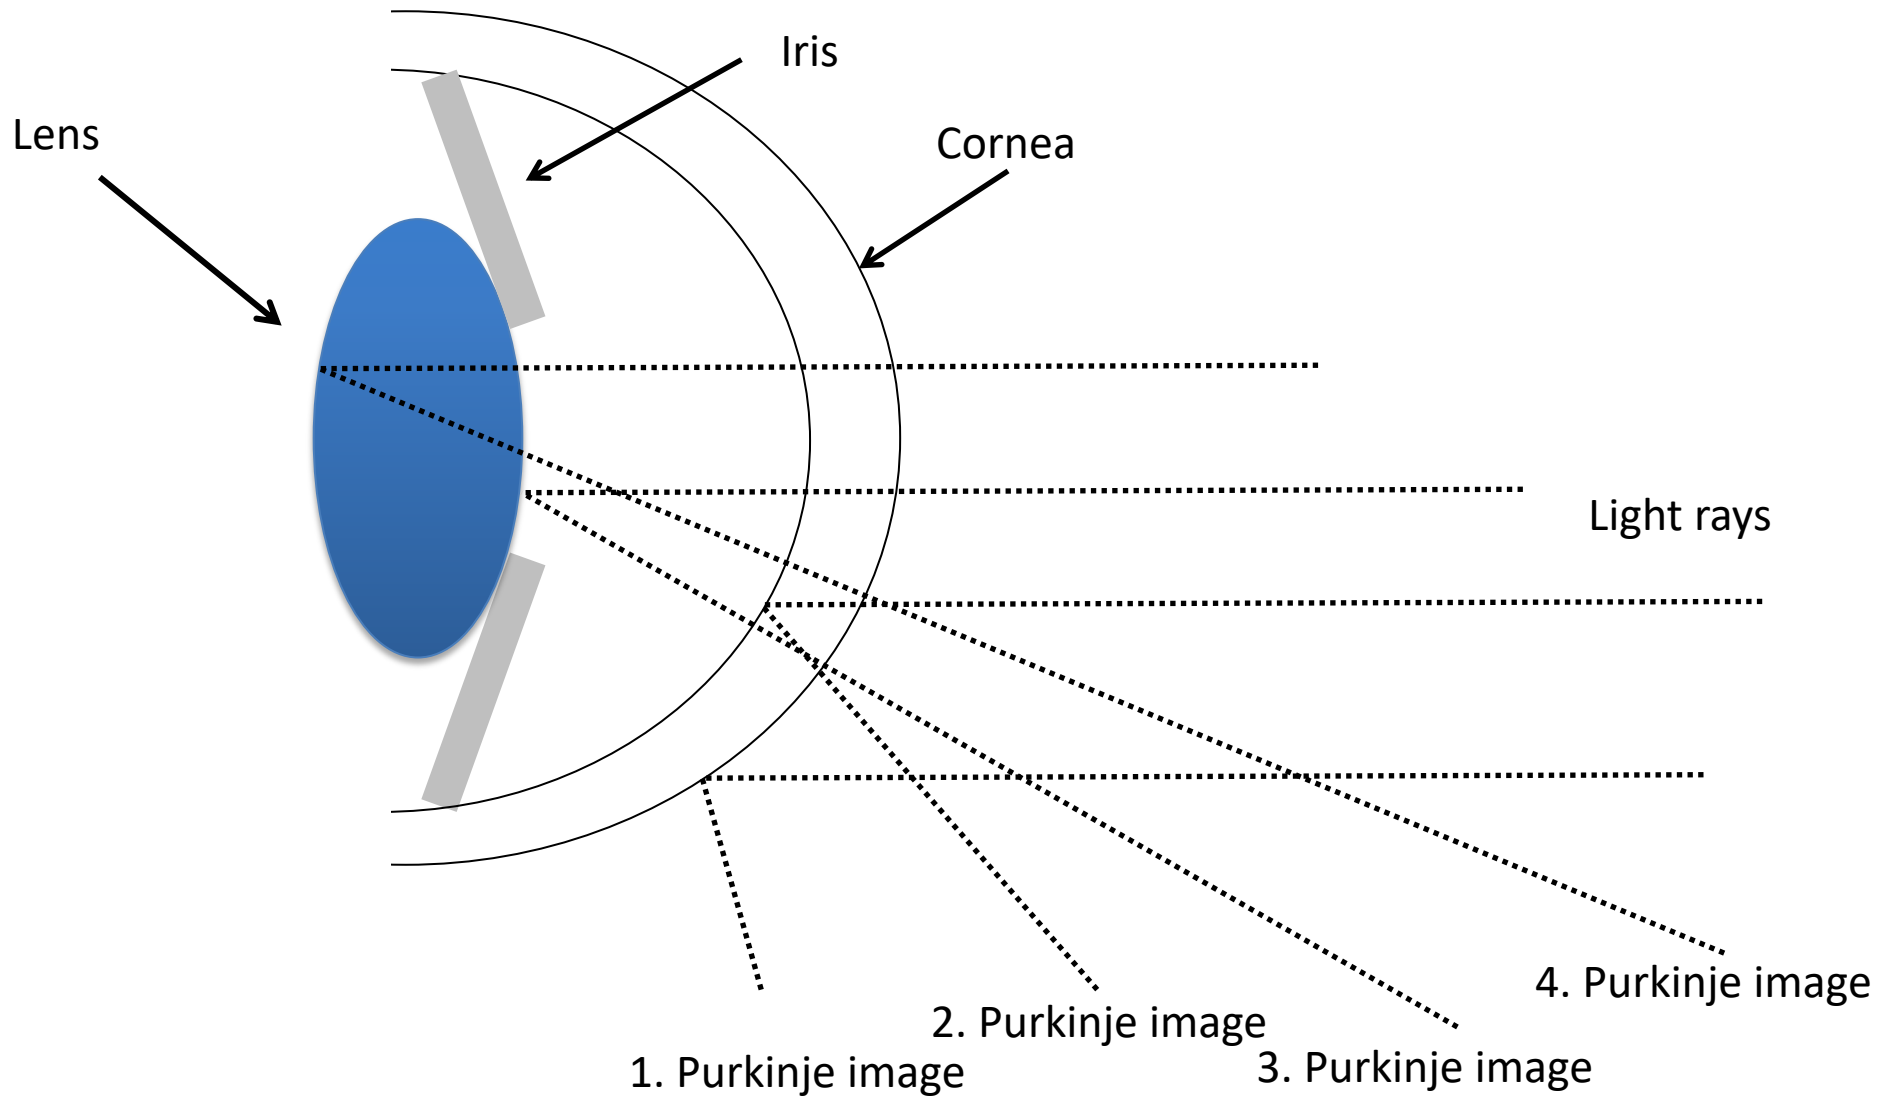 Iris
Lens
Cornea
Light rays
4. Purkinje image
2. Purkinje image
3. Purkinje image
1. Purkinje image